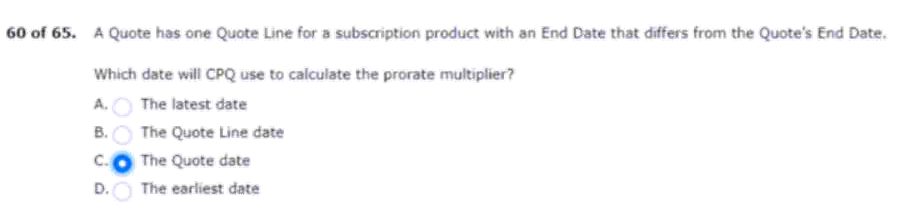 60 of 65. A Quote has one Quote Line for a subscription product with an End Date that differs from the Quote's End Date.
Which date will CPQ use to calculate the prorate multiplier?
A. The latest date
B. The Quote Line date
C. The Quote date
D. The earliest date